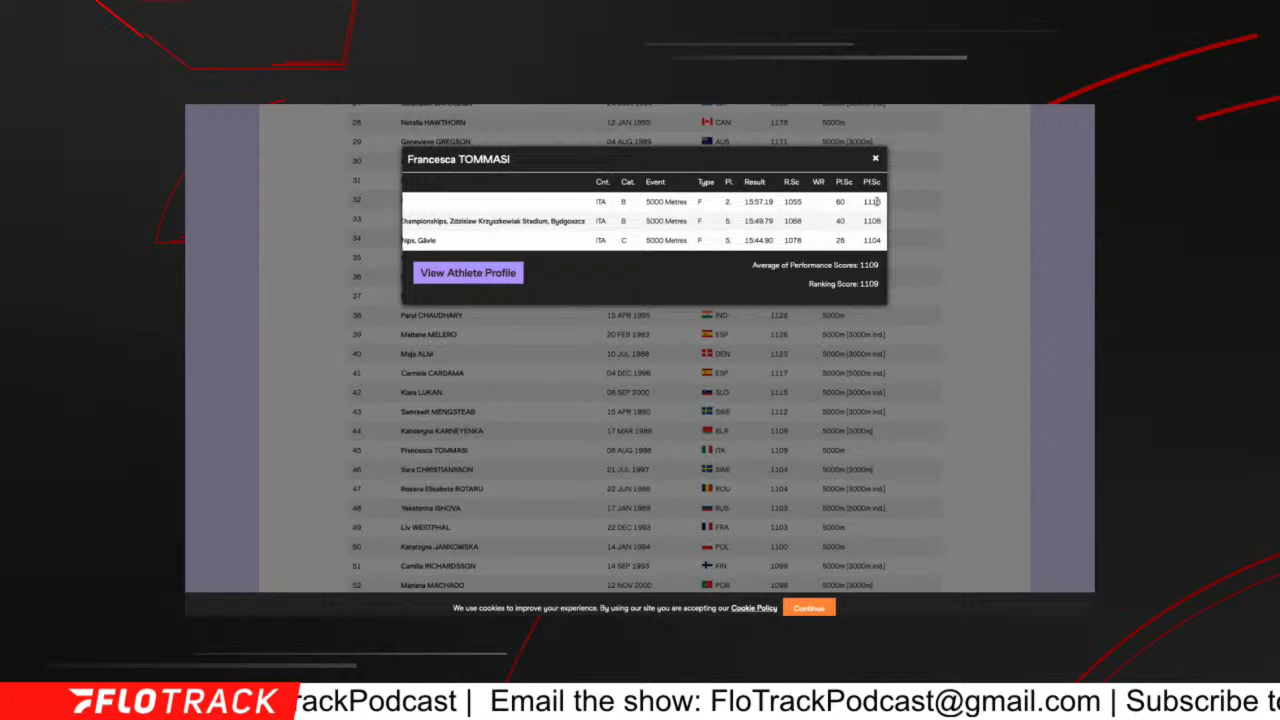 28 Natalia HAWTHORN 12 JAN 1995 CAN 1178 5000m
29 Genevieve GREGSON 04 AUG 1989 AUS 1171
30
Francesca TOMMASI ×
31 Cnt. Cat. Event Type Pl. Result R.Sc WR Pl.Sc Pf.Sc
32 ITA B 5000 Metres F 2. 15:57.19 1055 60
33 Championships, Zdzislaw Krzyszkowiak Stadium, Bydgoszcz ITA B 5000 Metres F 5. 15:49.79 1068 40 1108
34 hips, Gävle ITA C 5000 Metres F 5. 15:44.90 1078 26 1104
35 Average of Performance Scores: 1109
36 View Athlete Profile
37 Ranking Score: 1109
38 Parul CHAUDHARY 15 APR 1995 IND 1128 5000m
39 Maitane MELERO 20 FEB 1983 ESP 1126 5000m [3000m ind.]
40 Maja ALM 10 JUL 1988 DEN 1125 5000m [3000m ind.]
41 Carmela CARDAMA 04 DEC 1996 ESP 1117 5000m [5000m ind.]
42 Klara LUKAN 08 SEP 2000 SLO 1115 5000m [3000m ind.]
43 Samrawit MENGSTEAB 15 APR 1990 SWE 1112 5000m [3000m ind.]
44 Katsiaryna KARNEYENKA 17 MAR 1988 BLR 1109 5000m [3000m]
45 Francesca TOMMASI 08 AUG 1998 ITA 1109 5000m
46 Sara CHRISTIANSSON 21 JUL 1997 SWE 1104 5000m [3000m]
47 Roxana Elisabeta ROTARU 22 JUN 1988 ROU 1104 5000m [3000m ind.]
48 Yekaterina ISHOVA 17 JAN 1989 RUS 1103 5000m [3000m ind.]
49 Liv WESTPHAL 22 DEC 1993 FRA 1103 5000m
50 Katarzyna JANKOWSKA 14 JAN 1994 POL 1100 5000m
51 Camilla RICHARDSSON 14 SEP 1993 FIN 1099 5000m [3000m ind.]
52 Mariana MACHADO 12 NOV 2000 POR 1098 5000m [3000m]
We use cookies to improve your experience. By using our site you are accepting our Cookie Policy Continue
FLOTRACK rackPodcast | Email the show: FloTrackPodcast@gmail.com | Subscribe to